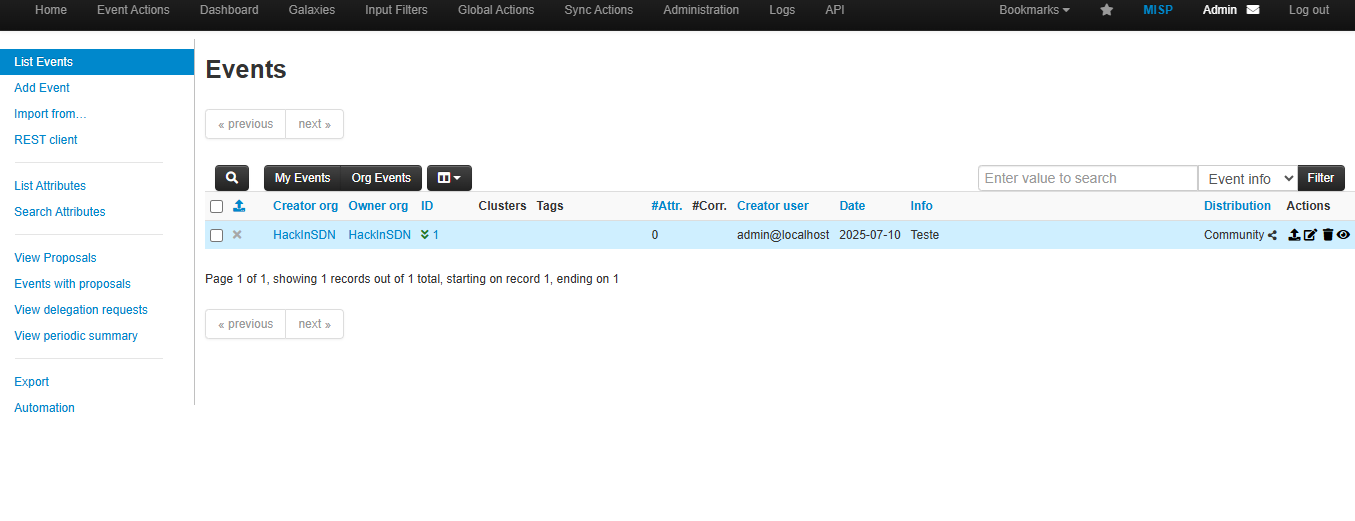 Home Event Actions Dashboard Galaxies Input Filters Global Actions Sync Actions Administration Logs API Bookmarks MISP Admin Log out
List Events
Add Event
Import from...
REST client
List Attributes
Search Attributes
View Proposals
Events with proposals
View delegation requests
View periodic summary
Export
Automation
Events
« previous next »
My Events Org Events Enter value to search Event info Filter
Creator org Owner org ID Clusters Tags #Attr. #Corr. Creator user Date Info Distribution Actions
HackInSDN HackInSDN 1 0 admin@localhost 2025-07-10 Teste Community
Page 1 of 1, showing 1 records out of 1 total, starting on record 1, ending on 1
« previous next »